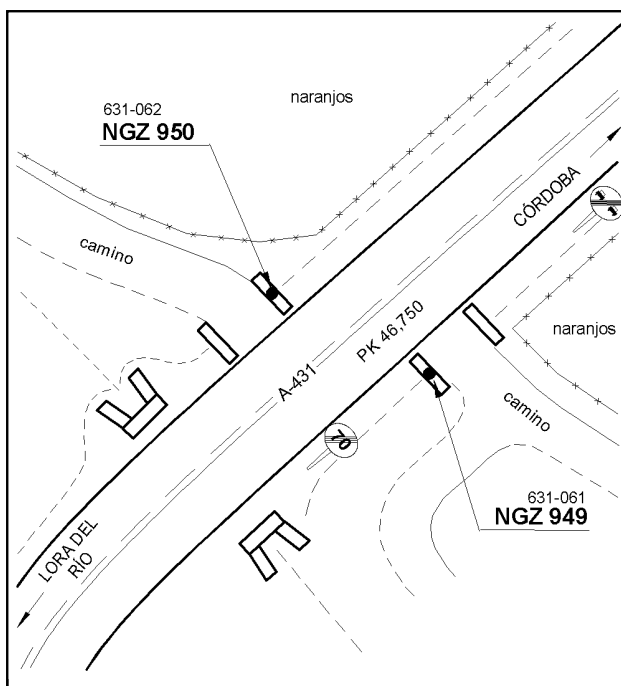 naranjos
631-062
NGZ 950
CÓRDOBA
camino
PK 46,750
naranjos
A-431
camino
70
631-061
NGZ 949
LORA DEL
RÍO